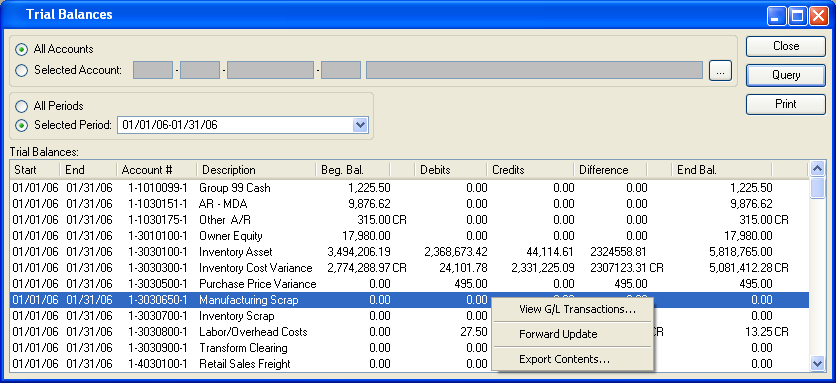 Trial Balances
All Accounts
Close
Selected Account: - - - ...
Query
All Periods
Print
Selected Period: 01/01/06-01/31/06
Trial Balances:
Start End Account # Description Beg. Bal. Debits Credits Difference End Bal.
01/01/06 01/31/06 1-1010099-1 Group 99 Cash 1,225.50 0.00 0.00 0.00 1,225.50
01/01/06 01/31/06 1-1030151-1 AR - MDA 9,876.62 0.00 0.00 0.00 9,876.62
01/01/06 01/31/06 1-1030175-1 Other A/R 315.00 CR 0.00 0.00 0.00 315.00 CR
01/01/06 01/31/06 1-3010100-1 Owner Equity 17,980.00 0.00 0.00 0.00 17,980.00
01/01/06 01/31/06 1-3030100-1 Inventory Asset 3,494,206.19 2,368,673.42 44,114.61 2324558.81 5,818,765.00
01/01/06 01/31/06 1-3030300-1 Inventory Cost Variance 2,774,288.97 CR 24,101.78 2,331,225.09 2307123.31 CR 5,081,412.28 CR
01/01/06 01/31/06 1-3030500-1 Purchase Price Variance 0.00 495.00 0.00 495.00 495.00
01/01/06 01/31/06 1-3030650-1 Manufacturing Scrap 0.00 0.00 0.00 0.00 0.00
01/01/06 01/31/06 1-3030700-1 Inventory Scrap 0.00 0.00 0.00
01/01/06 01/31/06 1-3030800-1 Labor/Overhead Costs 0.00 27.50 CR 13.25 CR
01/01/06 01/31/06 1-3030900-1 Transform Clearing 0.00 0.00 0.00
01/01/06 01/31/06 1-4030100-1 Retail Sales Freight 0.00 0.00 0.00
View G/L Transactions...
Forward Update
Export Contents...